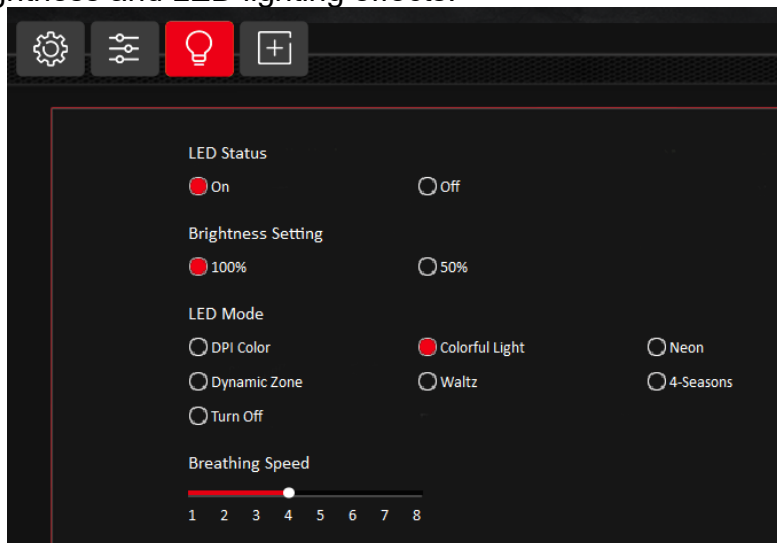 LED Status
On Off
Brightness Setting
100% 50%
LED Mode
DPI Color Colorful Light Neon
Dynamic Zone Waltz 4-Seasons
Turn Off
Breathing Speed
1 2 3 4 5 6 7 8